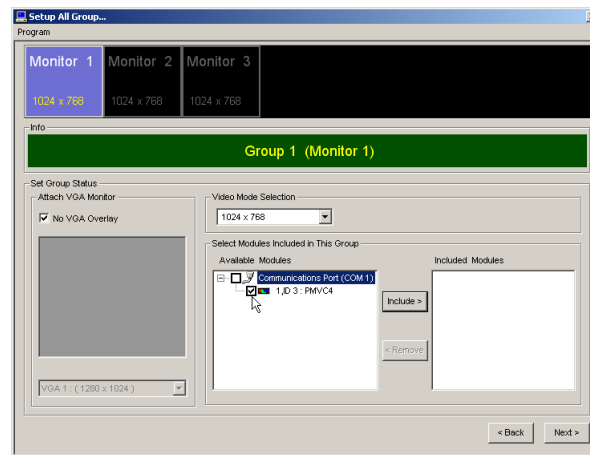 Setup All Group...
Program
Monitor 1 Monitor 2 Monitor 3
1024 x 768 1024 x 768 1024 x 768
Info
Group 1 (Monitor 1)
Set Group Status
Attach VGA Monitor
No VGA Overlay
VGA 1 : ( 1280 x 1024 )
Video Mode Selection
1024 x 768
Select Modules Included in This Group
Available Modules
Communications Port (COM 1)
1,ID 3 : PMVC4
Include >
< Remove
Included Modules
< Back Next >